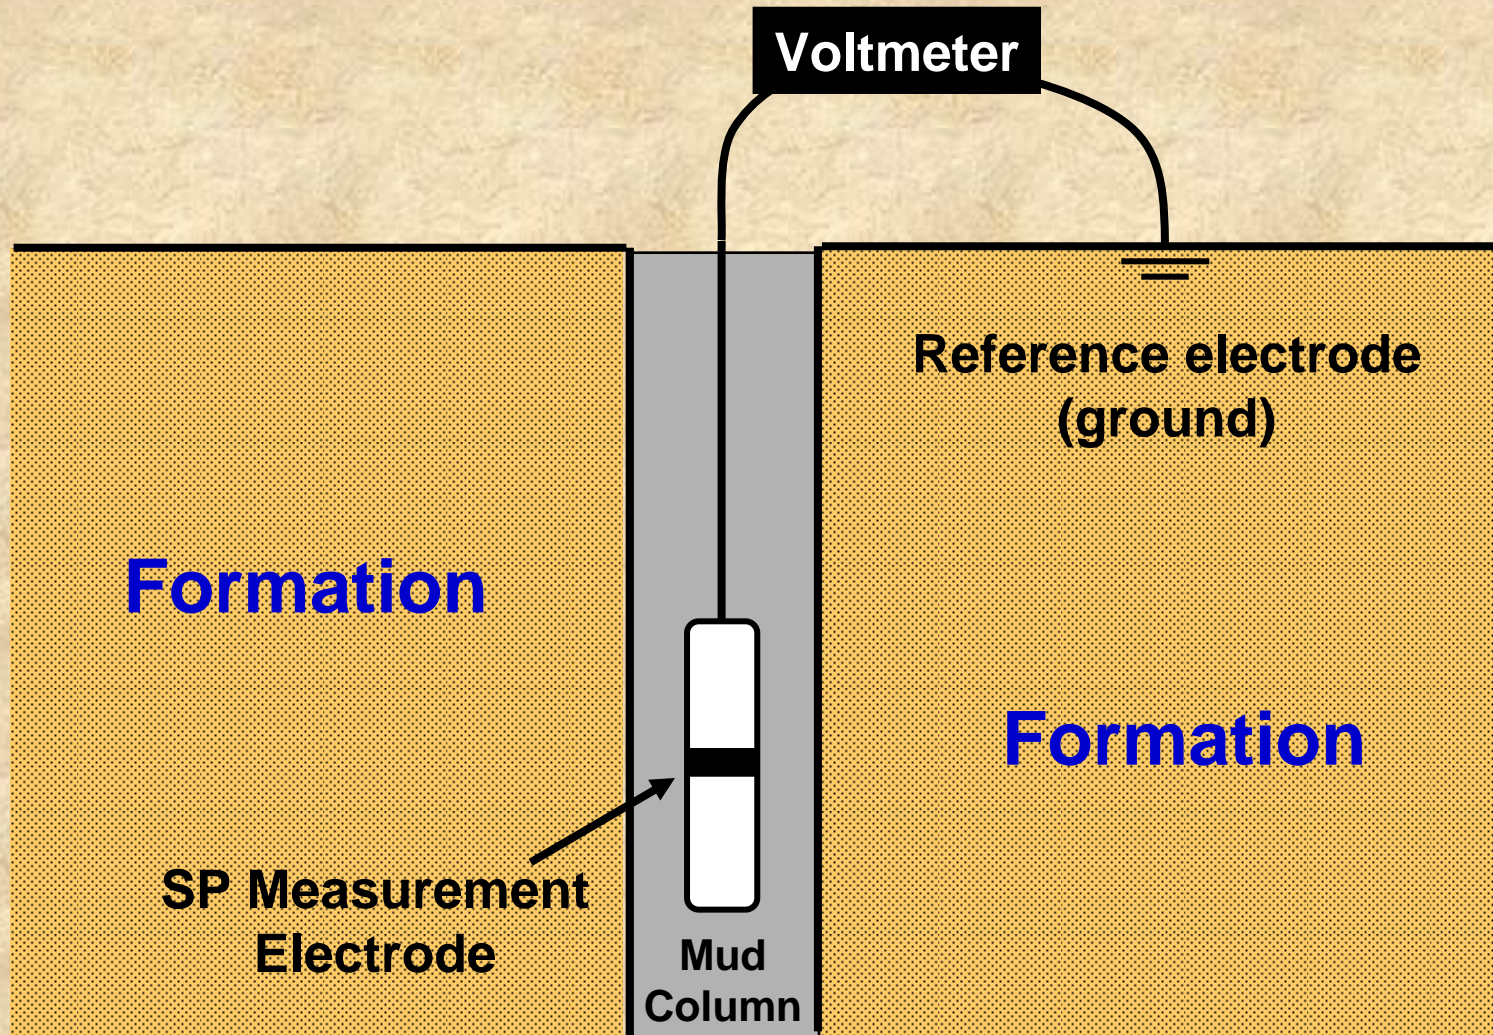 Voltmeter
Reference electrode
(ground)
Formation
Formation
SP Measurement
Electrode
Mud
Column